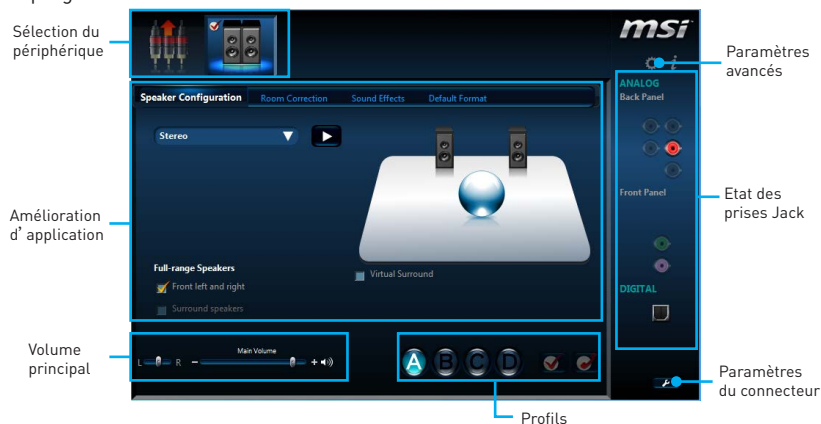 Sélection du
périphérique
msi
i
Paramètres
avancés
Speaker Configuration
Room Correction
Sound Effects
Default Format
ANALOG
Back Panel
Stereo
Front Panel
Etat des
prises Jack
Amélioration
d'application
Full-range Speakers
Front left and right
Surround speakers
Virtual Surround
DIGITAL
Volume
principal
Main Volume
L
R
-
+
A
B
C
D
Paramètres
du connecteur
Profils